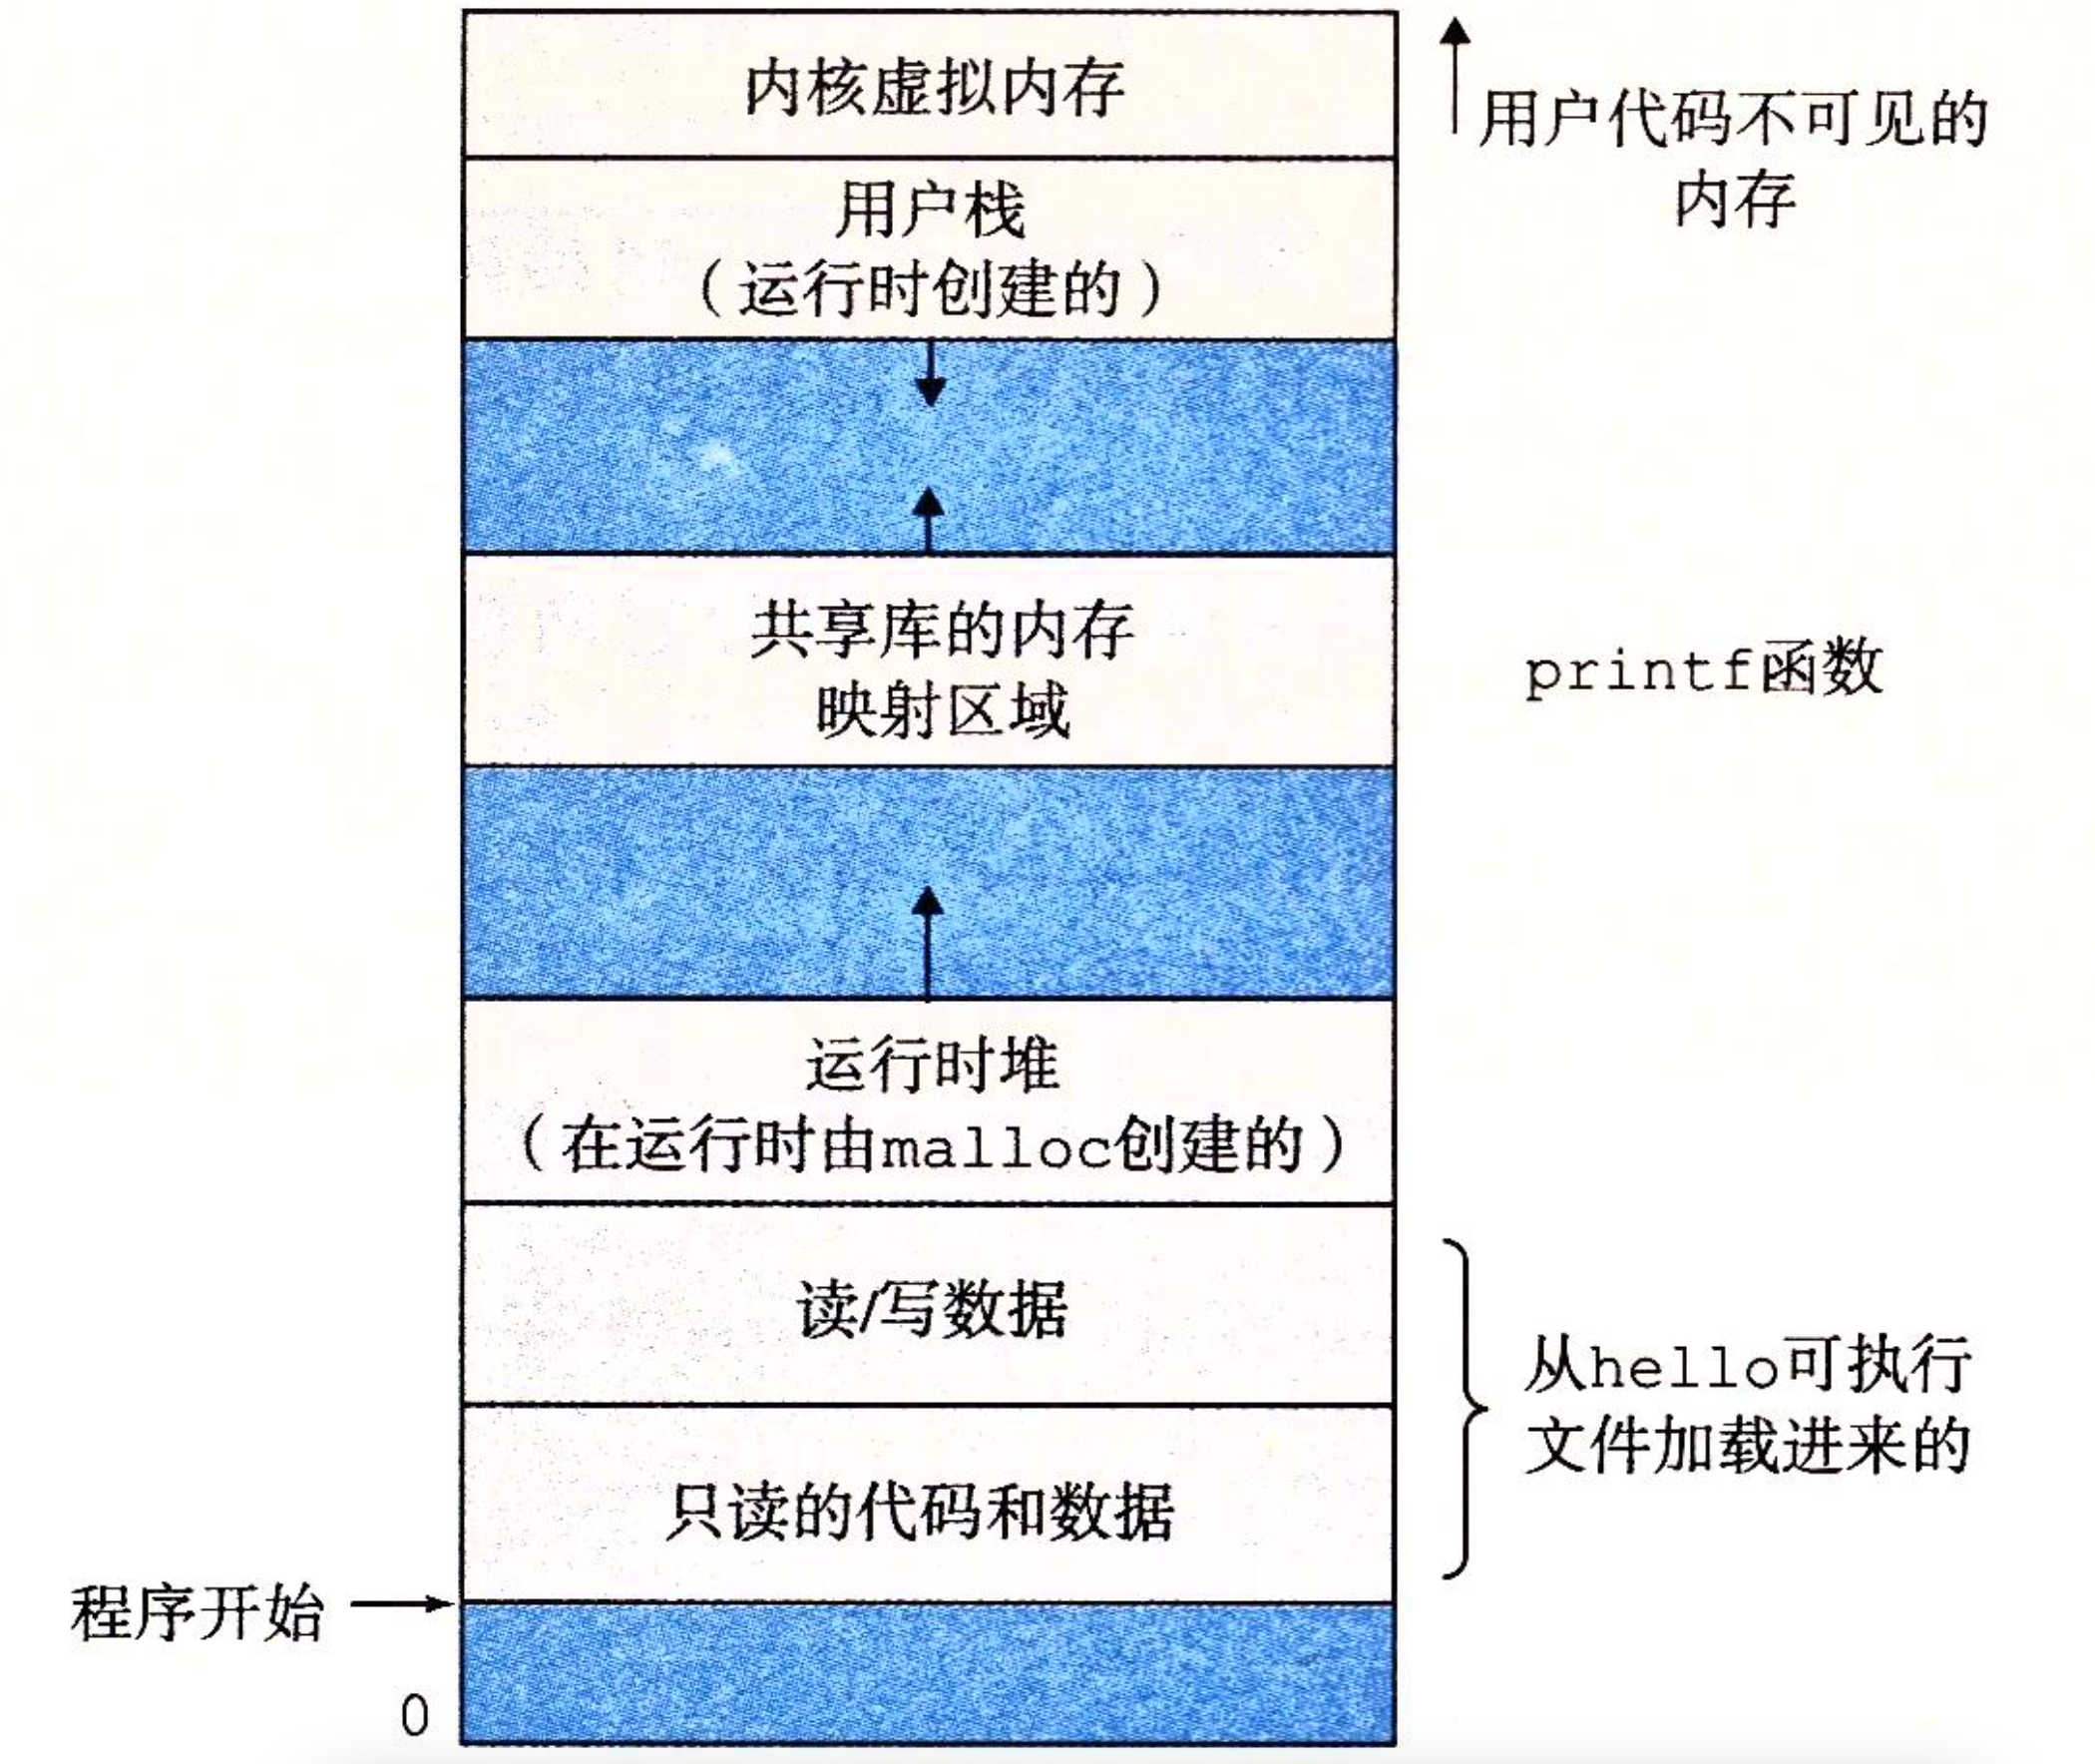 内核虚拟内存
用户代码不可见的
内存
用户栈
（运行时创建的）
共享库的内存
映射区域
printf函数
运行时堆
（在运行时由malloc创建的）
读/写数据
从hello可执行
文件加载进来的
只读的代码和数据
程序开始
0